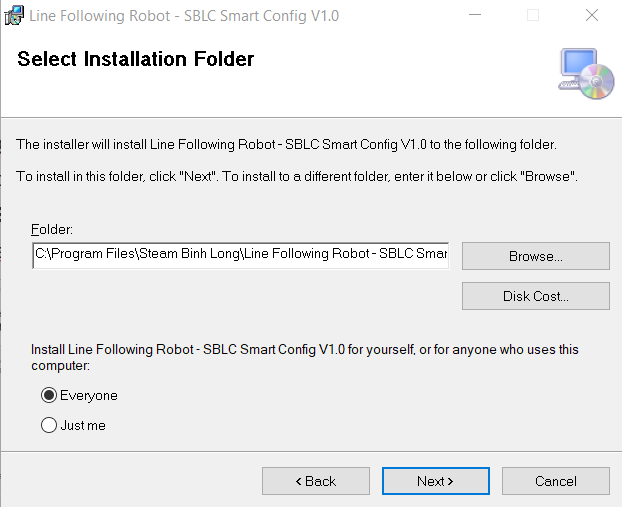 Line Following Robot - SBLC Smart Config V1.0
Select Installation Folder
The installer will install Line Following Robot - SBLC Smart Config V1.0 to the following folder.
To install in this folder, click "Next". To install to a different folder, enter it below or click "Browse".
Folder:
C:\Program Files\Steam Binh Long\Line Following Robot - SBLC Smar
Browse...
Disk Cost...
Install Line Following Robot - SBLC Smart Config V1.0 for yourself, or for anyone who uses this
computer:
Everyone
Just me
< Back
Next >
Cancel